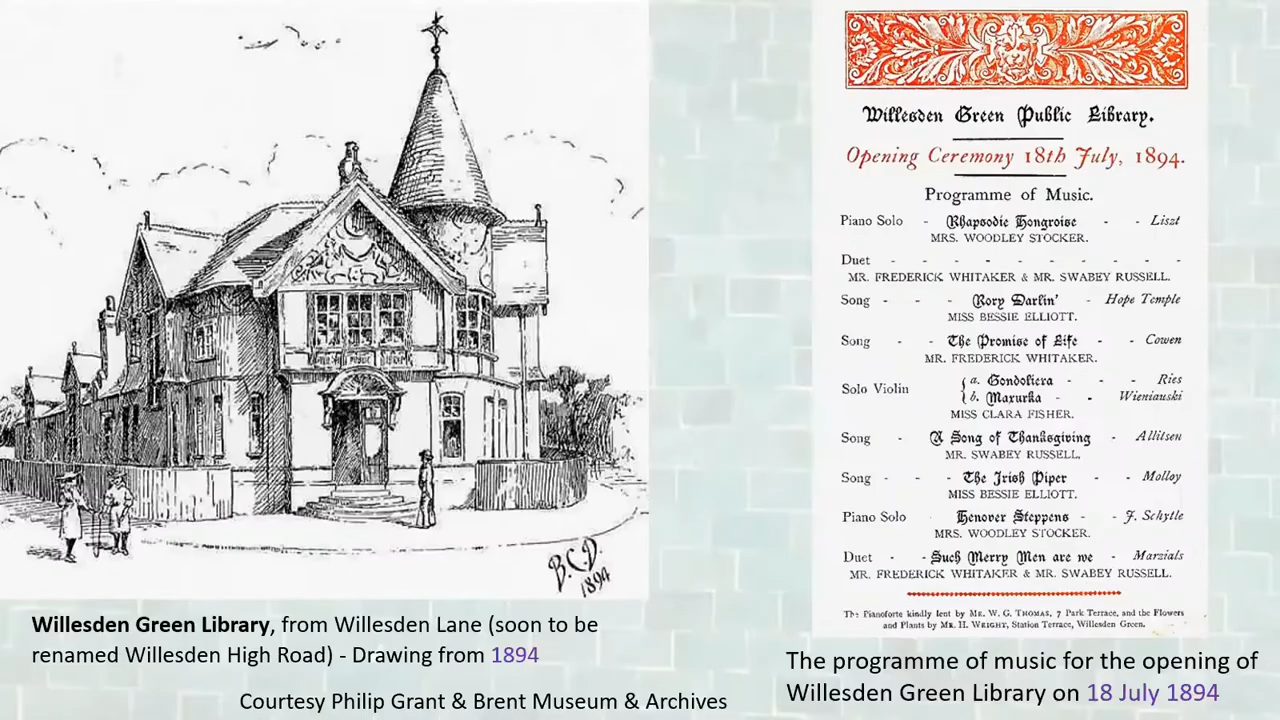 B.C.D.
1894
Willesden Green Library, from Willesden Lane (soon to be
renamed Willesden High Road) - Drawing from 1894
Courtesy Philip Grant & Brent Museum & Archives
Willesden Green Public Library.
Opening Ceremony 18th July, 1894.
Programme of Music.
Piano Solo - Rhapsodie Hongroise - - Liszt
MRS. WOODLEY STOCKER.
Duet - - - - - - - - - -
MR. FREDERICK WHITAKER & MR. SWABEY RUSSELL.
Song - - - Rory Darlin' - Hope Temple
MISS BESSIE ELLIOTT.
Song - - The Promise of Life - - Cowen
MR. FREDERICK WHITAKER.
Solo Violin { a. Gondoliera - - - Ries
b. Mazurka - - Wieniauski
MISS CLARA FISHER.
Song - A Song of Thanksgiving - Allitsen
MR. SWABEY RUSSELL.
Song - - - The Irish Piper - - Molloy
MISS BESSIE ELLIOTT.
Piano Solo - Henover Steppens - - J. Schytle
MRS. WOODLEY STOCKER.
Duet - - Such Merry Men are we - Marzials
MR. FREDERICK WHITAKER & MR. SWABEY RUSSELL.
The Pianoforte kindly lent by MR. W. G. THOMAS, 7 Park Terrace, and the Flowers
and Plants by MR. H. WRIGHT, Station Terrace, Willesden Green.
The programme of music for the opening of
Willesden Green Library on 18 July 1894